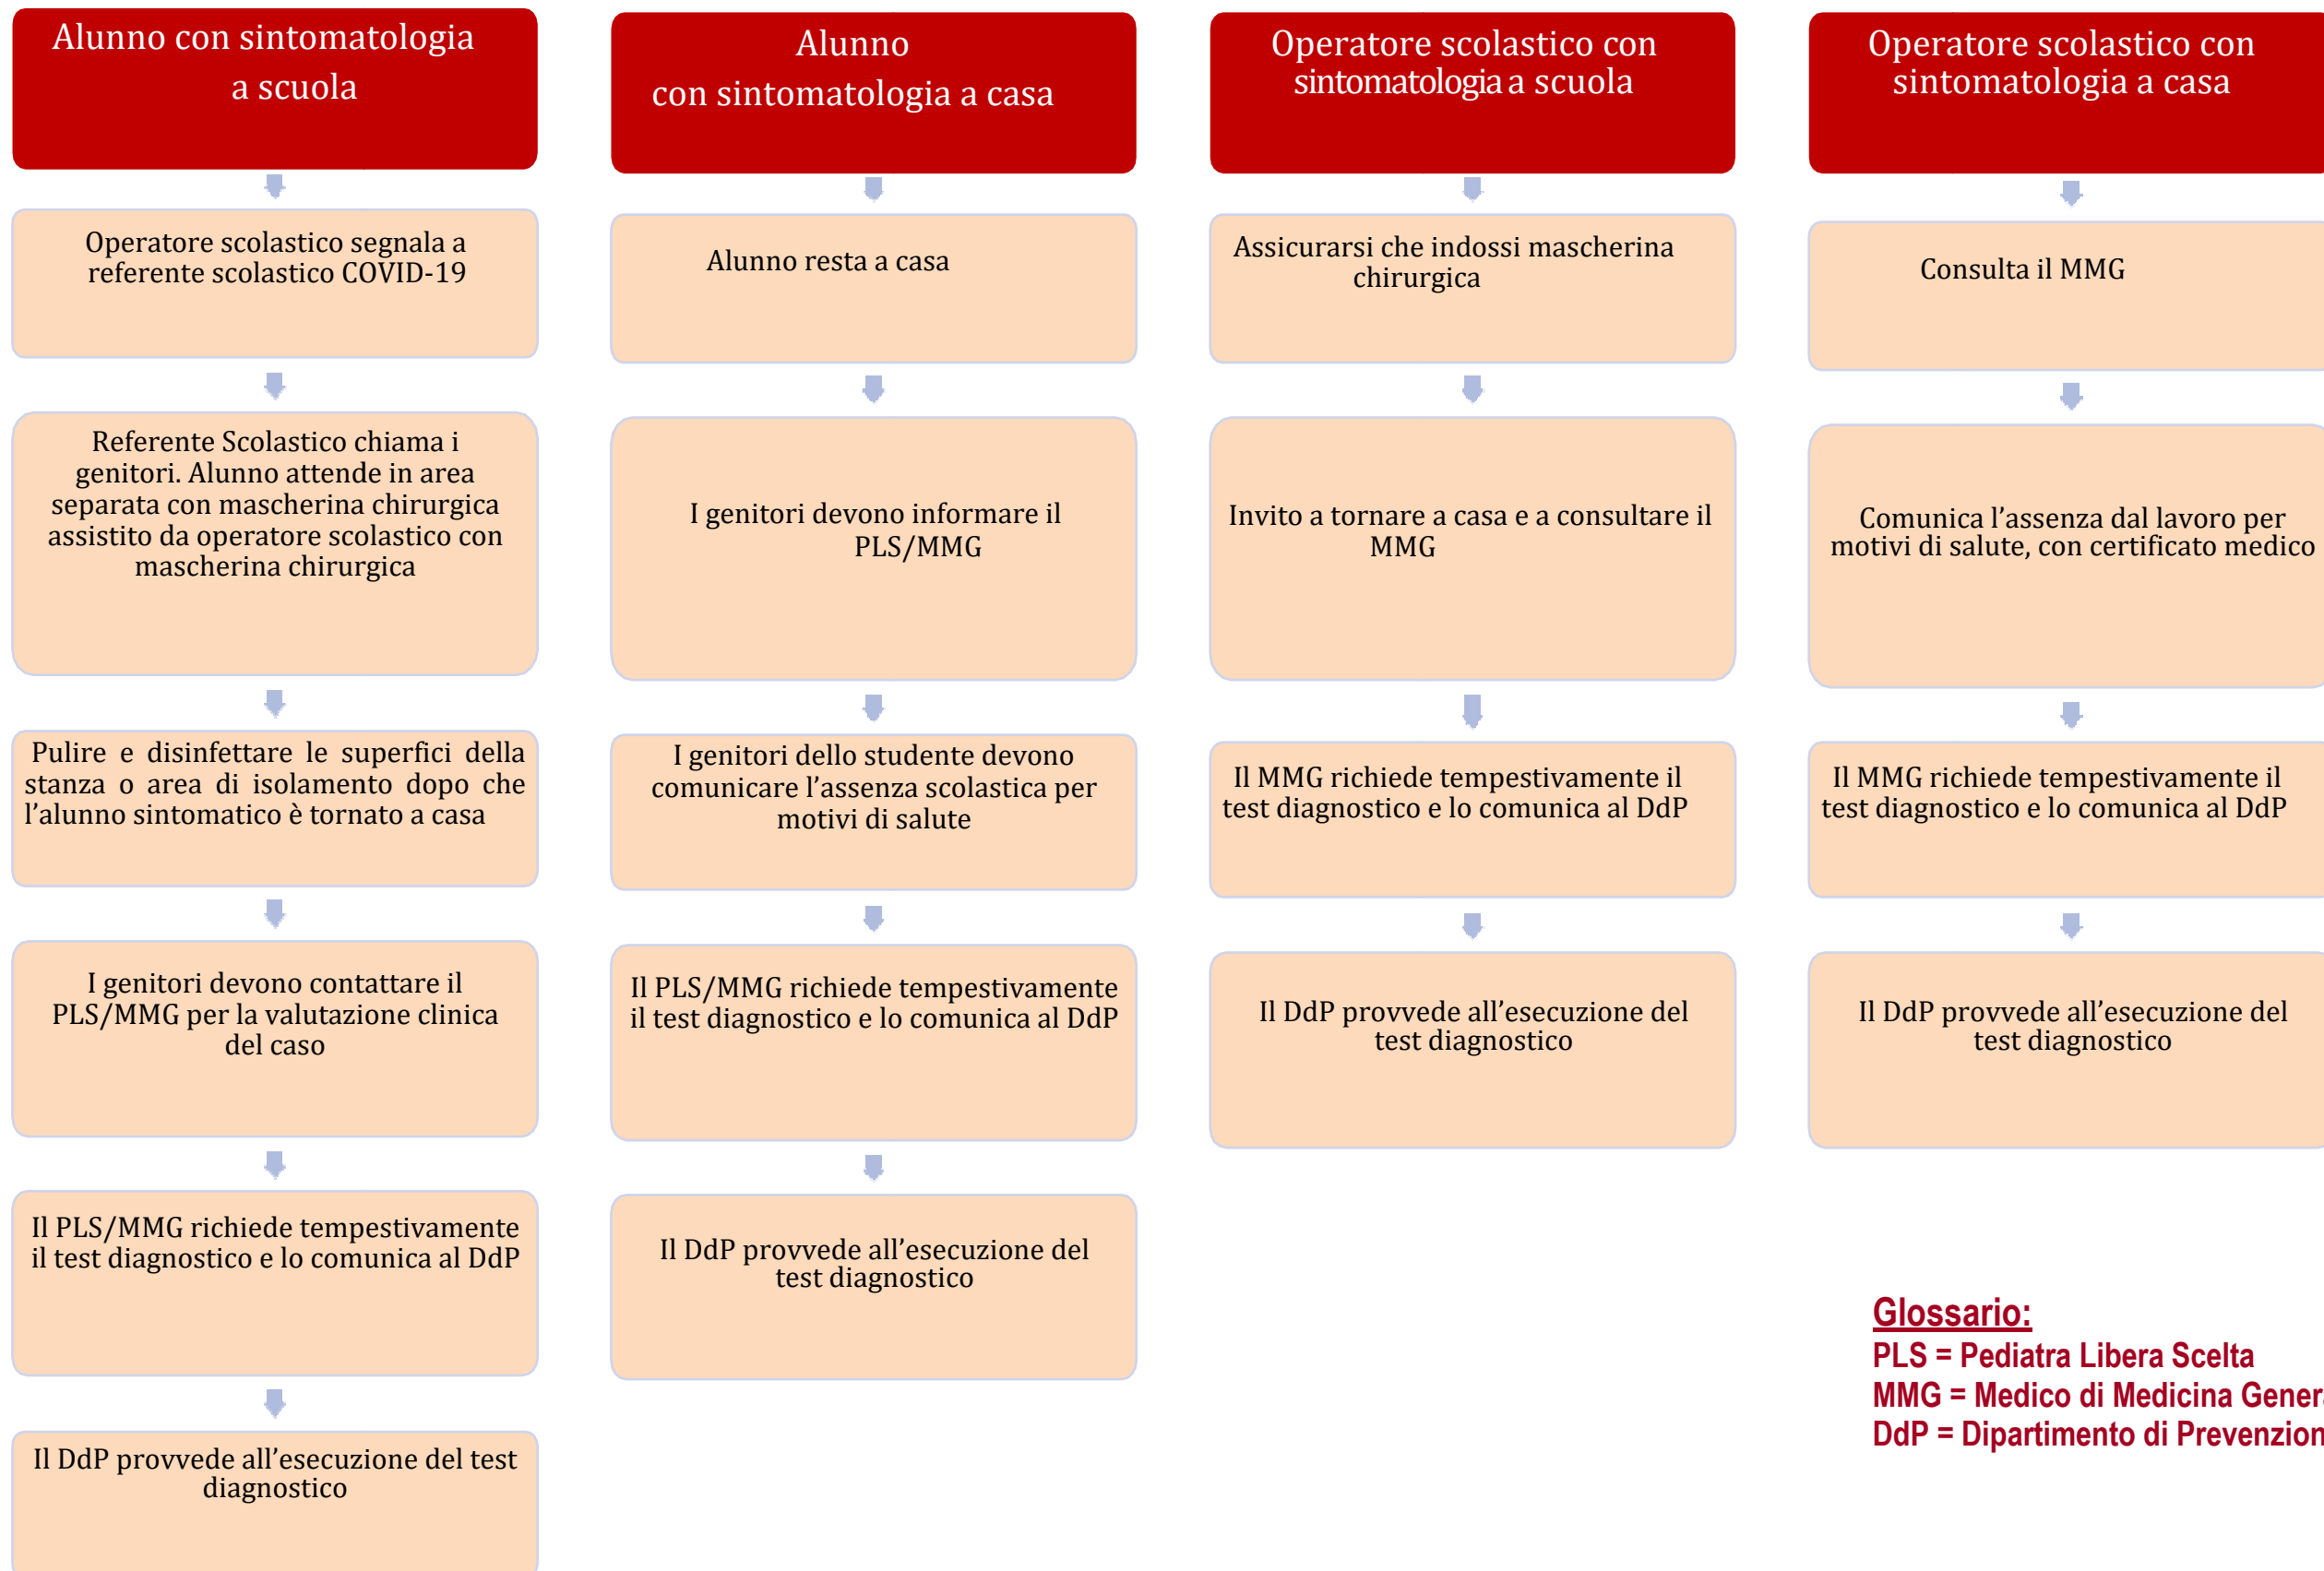 Alunno con sintomatologia
a scuola
Operatore scolastico segnala a
referente scolastico COVID-19
Referente Scolastico chiama i
genitori. Alunno attende in area
separata con mascherina chirurgica
assistito da operatore scolastico con
mascherina chirurgica
Pulire e disinfettare le superfici della
stanza o area di isolamento dopo che
l’alunno sintomatico è tornato a casa
I genitori devono contattare il
PLS/MMG per la valutazione clinica
del caso
Il PLS/MMG richiede tempestivamente
il test diagnostico e lo comunica al DdP
Il DdP provvede all’esecuzione del test
diagnostico
Alunno
con sintomatologia a casa
Alunno resta a casa
I genitori devono informare il
PLS/MMG
I genitori dello studente devono
comunicare l’assenza scolastica per
motivi di salute
Il PLS/MMG richiede tempestivamente
il test diagnostico e lo comunica al DdP
Il DdP provvede all’esecuzione del
test diagnostico
Operatore scolastico con
sintomatologia a scuola
Assicurarsi che indossi mascherina
chirurgica
Invito a tornare a casa e a consultare il
MMG
Il MMG richiede tempestivamente il
test diagnostico e lo comunica al DdP
Il DdP provvede all’esecuzione del
test diagnostico
Operatore scolastico con
sintomatologia a casa
Consulta il MMG
Comunica l’assenza dal lavoro per
motivi di salute, con certificato medico
Il MMG richiede tempestivamente il
test diagnostico e lo comunica al DdP
Il DdP provvede all’esecuzione del
test diagnostico
Glossario:
PLS = Pediatra Libera Scelta
MMG = Medico di Medicina Genera
DdP = Dipartimento di Prevenzion